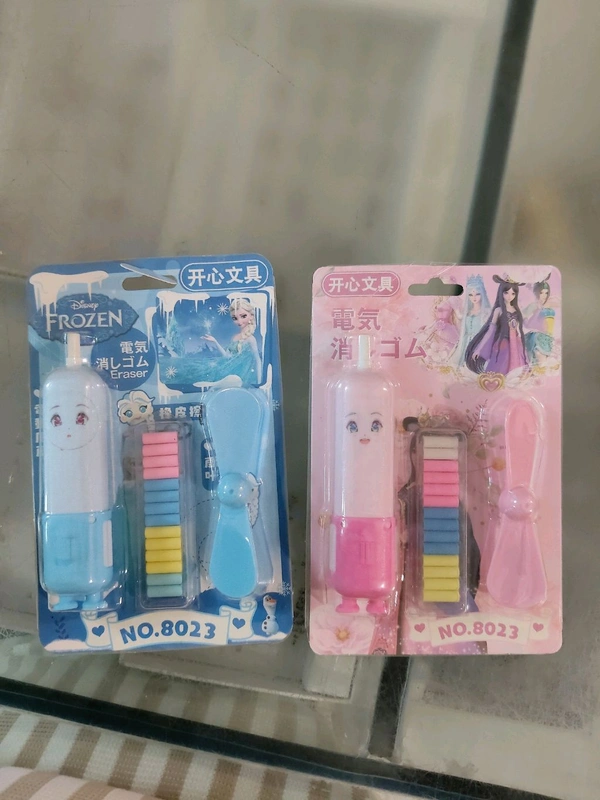 开心文具
Disney
FROZEN
電気
消しゴム
Eraser
橡皮擦
NO.8023
开心文具
電気
消しゴム
NO.8023